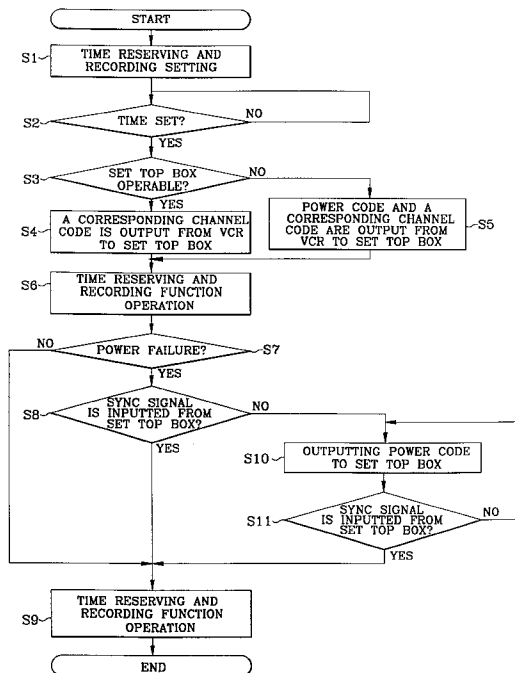 START
S1
TIME RESERVING AND
RECORDING SETTING
S2
TIME SET?
NO
YES
S3
SET TOP BOX
OPERABLE?
NO
YES
S4
A CORRESPONDING CHANNEL
CODE IS OUTPUT FROM VCR
TO SET TOP BOX
POWER CODE AND A
CORRESPONDING CHANNEL
CODE ARE OUTPUT FROM
VCR TO SET TOP BOX
S5
S6
TIME RESERVING AND
RECORDING FUNCTION
OPERATION
NO
POWER FAILURE?
S7
YES
S8
SYNC SIGNAL
IS INPUTTED FROM
SET TOP BOX?
NO
YES
S10
OUTPUTTING POWER CODE
TO SET TOP BOX
S11
SYNC SIGNAL
IS INPUTTED FROM
SET TOP BOX?
NO
YES
S9
TIME RESERVING AND
RECORDING FUNCTION
OPERATION
END